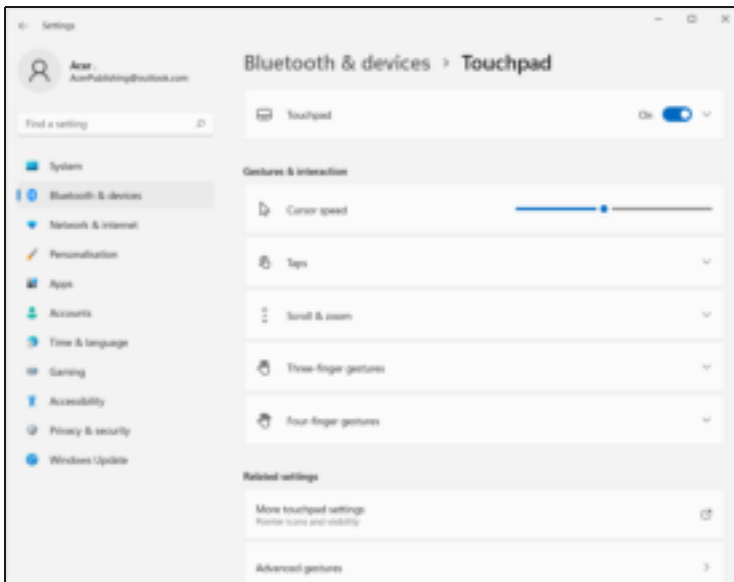 Settings
Acer .
AcerPublishing@outlook.com
Find a setting
System
Bluetooth & devices
Network & internet
Personalisation
Apps
Accounts
Time & language
Gaming
Accessibility
Privacy & security
Windows Update
Bluetooth & devices > Touchpad
Touchpad
On
Gestures & interaction
Cursor speed
Taps
Scroll & zoom
Three-finger gestures
Four-finger gestures
Related settings
More touchpad settings
Pointer icons and visibility
Advanced gestures